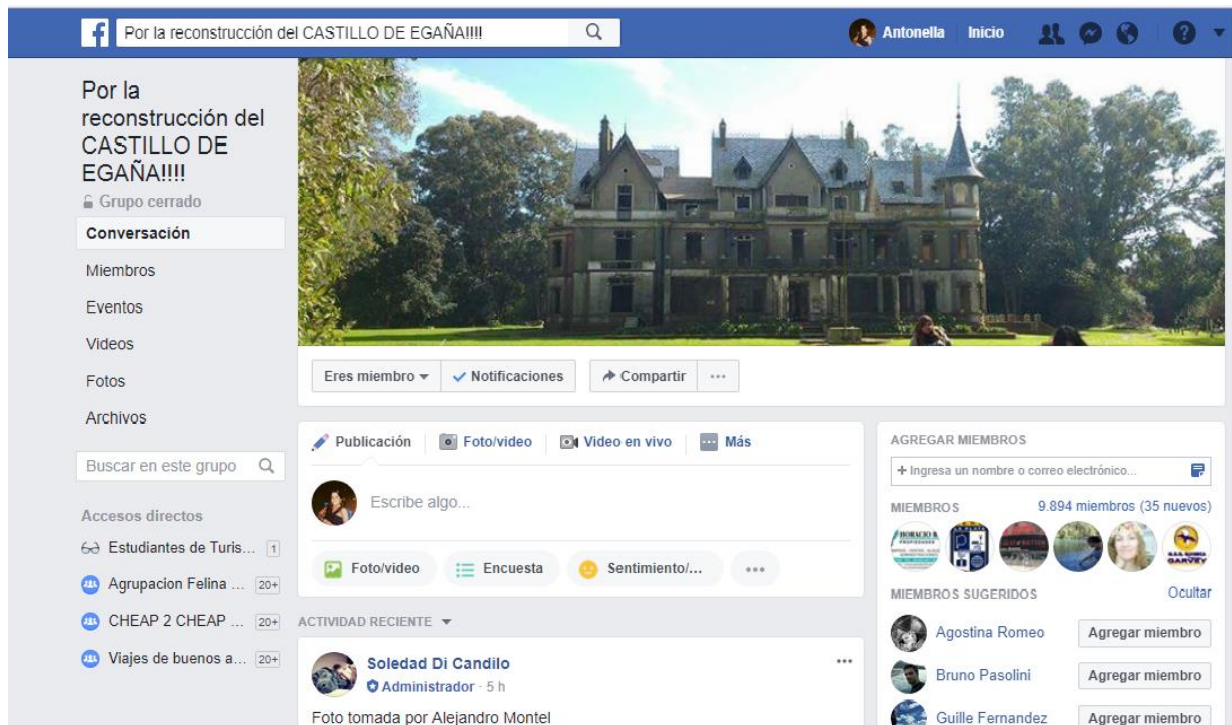 Por la reconstrucción del CASTILLO DE EGAÑA!!!!
Antonella
Inicio
Por la
reconstrucción del
CASTILLO DE
EGAÑA!!!!
Grupo cerrado
Conversación
Miembros
Eventos
Videos
Fotos
Archivos
Buscar en este grupo
Accesos directos
Estudiantes de Turis... 1
Agrupacion Felina ... 20+
CHEAP 2 CHEAP ... 20+
Viajes de buenos a... 20+
Eres miembro
Notificaciones
Compartir
Publicación
Foto/video
Video en vivo
Más
Escribe algo...
Foto/video
Encuesta
Sentimiento/...
ACTIVIDAD RECIENTE
Soledad Di Candilo
Administrador · 5 h
Foto tomada por Alejandro Montel
AGREGAR MIEMBROS
+ Ingresa un nombre o correo electrónico...
MIEMBROS 9.894 miembros (35 nuevos)
HORACIO R.
PROPIEDADES
LA PLATA
GARVEY
MIEMBROS SUGERIDOS Ocultar
Agostina Romeo Agregar miembro
Bruno Pasolini Agregar miembro
Guille Fernandez Agregar miembro